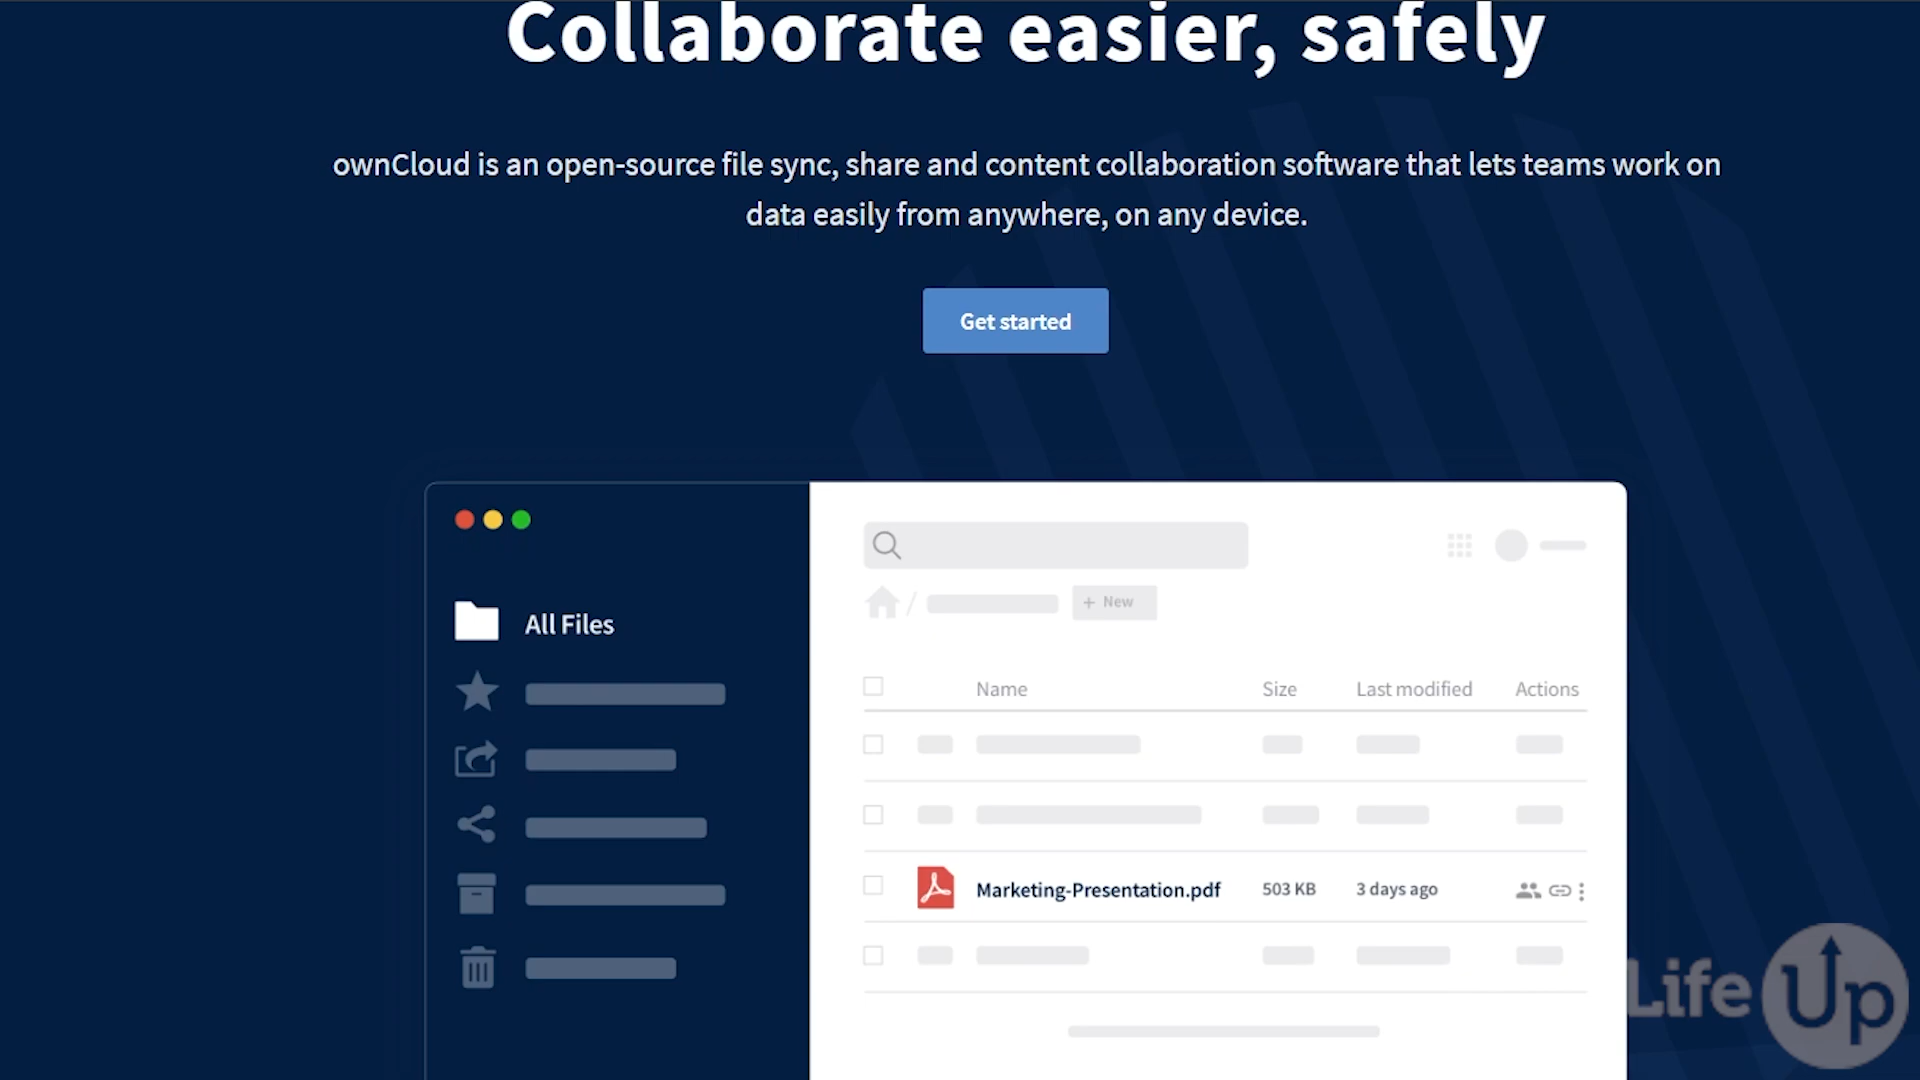 Collaborate easier, safely
ownCloud is an open-source file sync, share and content collaboration software that lets teams work on
data easily from anywhere, on any device.
Get started
All Files
+ New
Name Size Last modified Actions
Marketing-Presentation.pdf 503 KB 3 days ago
Life Up